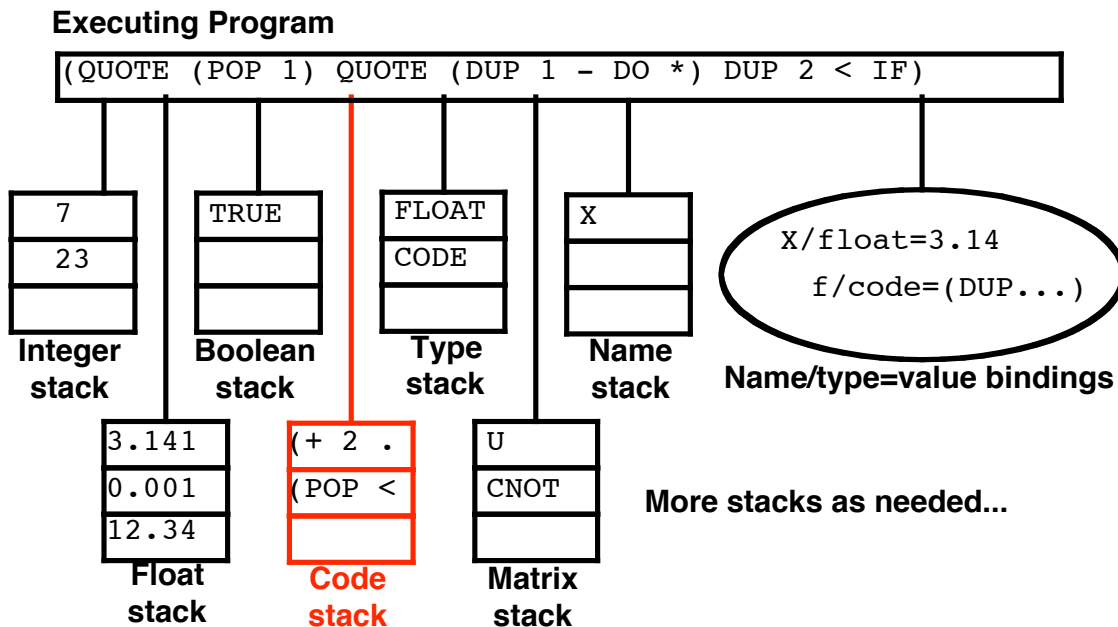 Executing Program
(QUOTE (POP 1) QUOTE (DUP 1 - DO *) DUP 2 < IF)
7
23
Integer
stack
TRUE
Boolean
stack
FLOAT
CODE
Type
stack
X
Name
stack
X/float=3.14
f/code=(DUP...)
Name/type=value bindings
3.141
0.001
12.34
Float
stack
(+ 2 .
(POP <
Code
stack
U
CNOT
Matrix
stack
More stacks as needed...